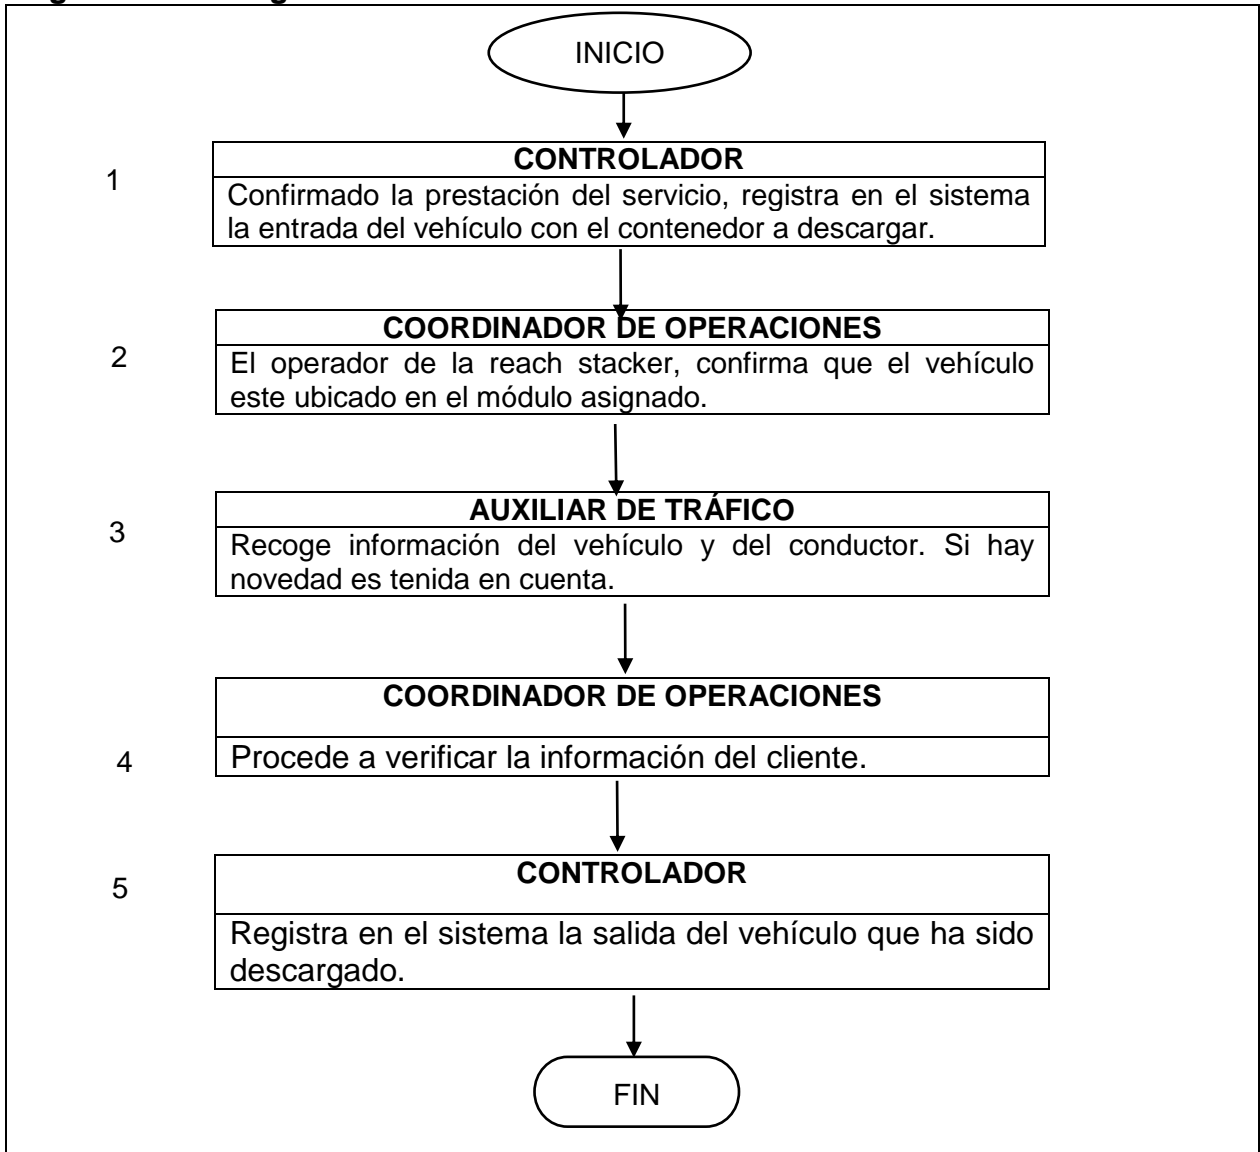 INICIO
1
CONTROLADOR
Confirmado la prestación del servicio, registra en el sistema
la entrada del vehículo con el contenedor a descargar.
2
COORDINADOR DE OPERACIONES
El operador de la reach stacker, confirma que el vehículo
este ubicado en el módulo asignado.
3
AUXILIAR DE TRÁFICO
Recoge información del vehículo y del conductor. Si hay
novedad es tenida en cuenta.
COORDINADOR DE OPERACIONES
4
Procede a verificar la información del cliente.
5
CONTROLADOR
Registra en el sistema la salida del vehículo que ha sido
descargado.
FIN